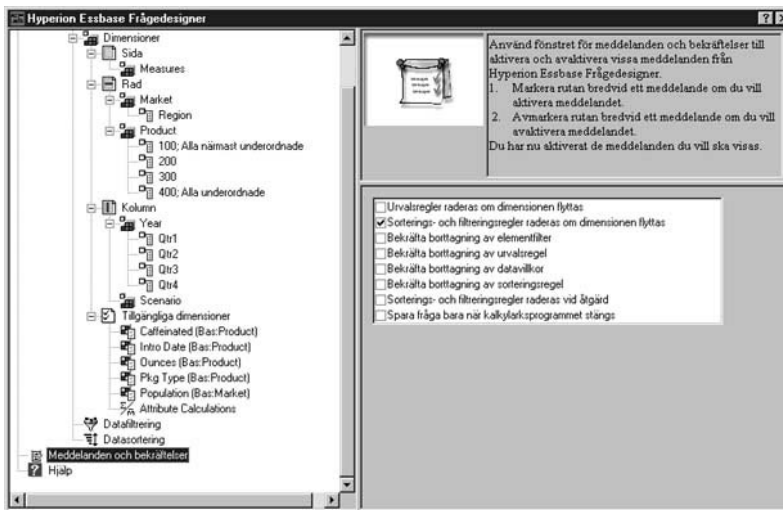 Hyperion Essbase Frågedesigner
Dimensioner
Sida
Measures
Rad
Market
Region
Product
100; Alla närmast underordnade
200
300
400; Alla underordnade
Kolumn
Year
Qtr1
Qtr2
Qtr3
Qtr4
Scenario
Tillgängliga dimensioner
Caffeinated (Bas:Product)
Intro Date (Bas:Product)
Ounces (Bas:Product)
Pkg Type (Bas:Product)
Population (Bas:Market)
Attribute Calculations
Datafiltrering
Datasortering
Meddelanden och bekräftelser
Hjälp
Använd fönstret för meddelanden och bekräftelser till
aktivera och avaktivera vissa meddelanden från
Hyperion Essbase Frågedesigner.
1. Markera rutan bredvid ett meddelande om du vill
aktivera meddelandet.
2. Avmarkera rutan bredvid ett meddelande om du vill
avaktivera meddelandet.
Du har nu aktiverat de meddelanden du vill ska visas.
Urvalsregler raderas om dimensionen flyttas
Sorterings- och filtreringsregler raderas om dimensionen flyttas
Bekräfta borttagning av elementfilter
Bekräfta borttagning av urvalsregel
Bekräfta borttagning av datavillkor
Bekräfta borttagning av sorteringsregel
Sorterings- och filtreringsregler raderas vid åtgärd
Spara fråga bara när kalkylarksprogrammet stängs